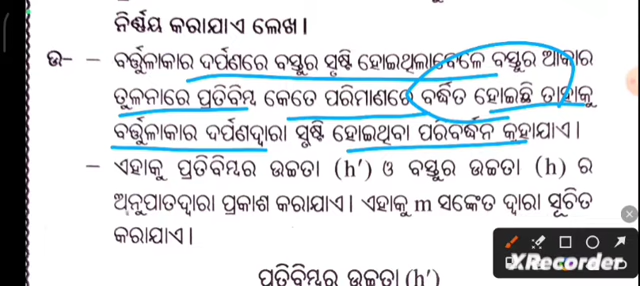 ନିର୍ଣ୍ଣୟ କରାଯାଏ ଲେଖ।
ଉ- – ବର୍ତ୍ତୁଳାକାର ଦର୍ପଣରେ ବସ୍ତୁର ସୃଷ୍ଟି ହୋଇଥିଲାବେଳେ ବସ୍ତୁର ଆକାର
ତୁଳନାରେ ପ୍ରତିବିମ୍ବ କେତେ ପରିମାଣରେ ବର୍ଦ୍ଧିତ ହୋଇଛି ତାହାକୁ
ବର୍ତ୍ତୁଳାକାର ଦର୍ପଣଦ୍ୱାରା ସୃଷ୍ଟି ହୋଇଥିବା ପରିବର୍ଦ୍ଧନ କୁହାଯାଏ।
– ଏହାକୁ ପ୍ରତିବିମ୍ବର ଉଚ୍ଚତା (h′) ଓ ବସ୍ତୁର ଉଚ୍ଚତା (h) ର
ଅନୁପାତଦ୍ୱାରା ପ୍ରକାଶ କରାଯାଏ। ଏହାକୁ m ସଙ୍କେତ ଦ୍ୱାରା ସୂଚିତ
କରାଯାଏ।
ପ୍ରତିବିମ୍ବର ଉଚ୍ଚତା (h′)
XRecorder